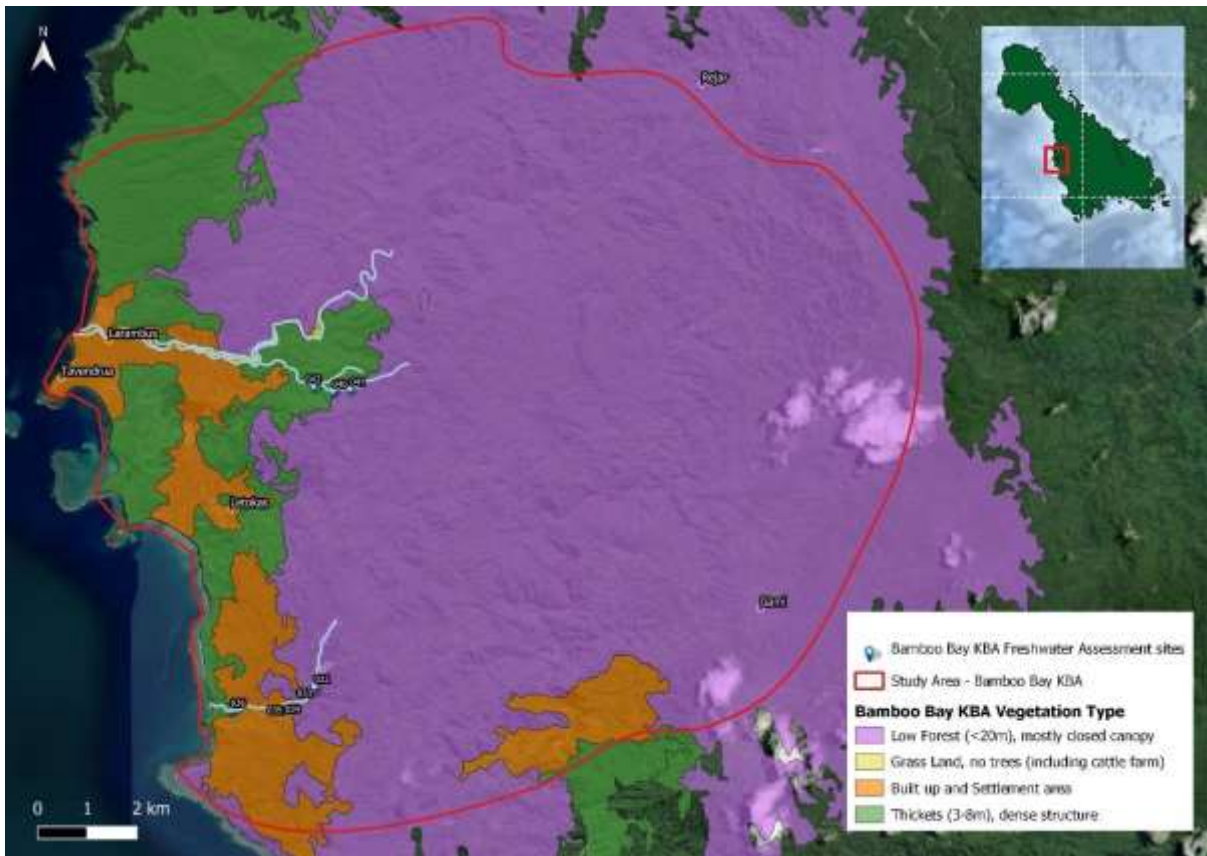 N
Rejar
Larambus
Tavendrua
Letokas
0 1 2 km
Bamboo Bay KBA Freshwater Assessment sites
Study Area - Bamboo Bay KBA
Bamboo Bay KBA Vegetation Type
Low Forest (<20m), mostly closed canopy
Grass Land, no trees (including cattle farm)
Built up and Settlement area
Thickets (3-8m), dense structure